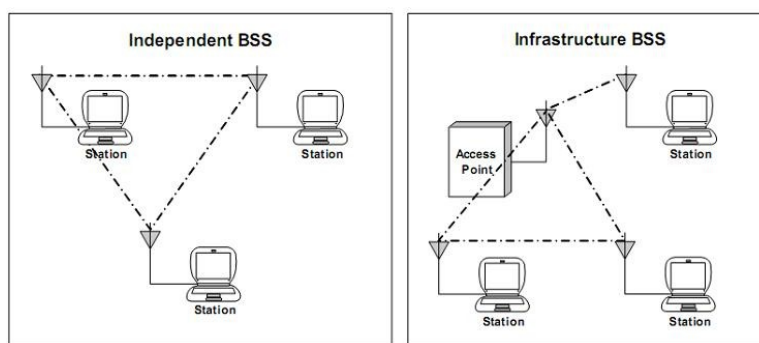 Independent BSS
Station
Station
Station
Infrastructure BSS
Access
Point
Station
Station
Station